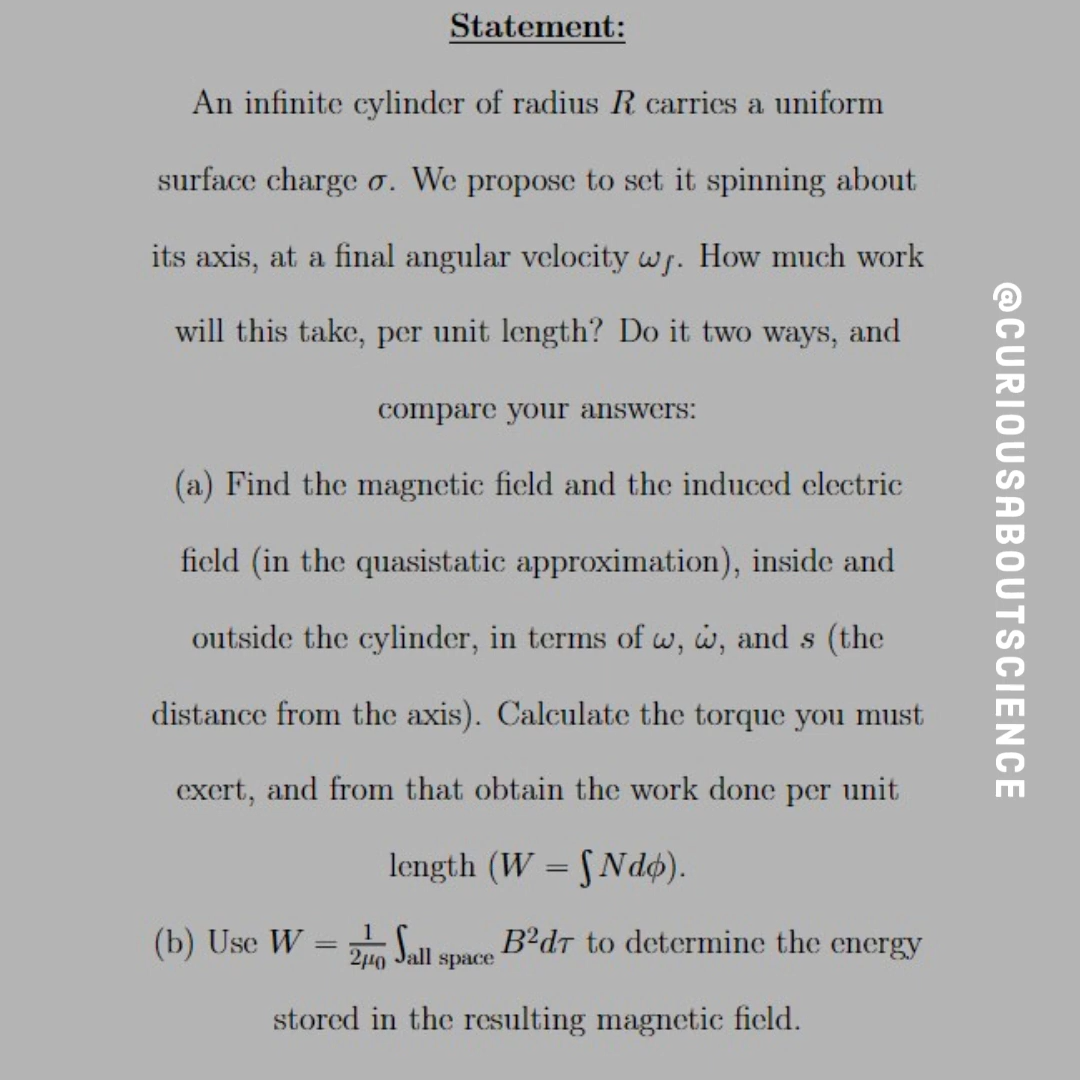 Statement:
An infinite cylinder of radius R carries a uniform
surface charge σ. We propose to set it spinning about
its axis, at a final angular velocity ω_f. How much work
will this take, per unit length? Do it two ways, and
compare your answers:
(a) Find the magnetic field and the induced electric
field (in the quasistatic approximation), inside and
outside the cylinder, in terms of ω, ω̇, and s (the
distance from the axis). Calculate the torque you must
exert, and from that obtain the work done per unit
length (W = ∫ Ndϕ).
(b) Use W = 1/2μ₀ ∫all space B²dτ to determine the energy
stored in the resulting magnetic field.
@CURIOUSABOUTSCIENCE